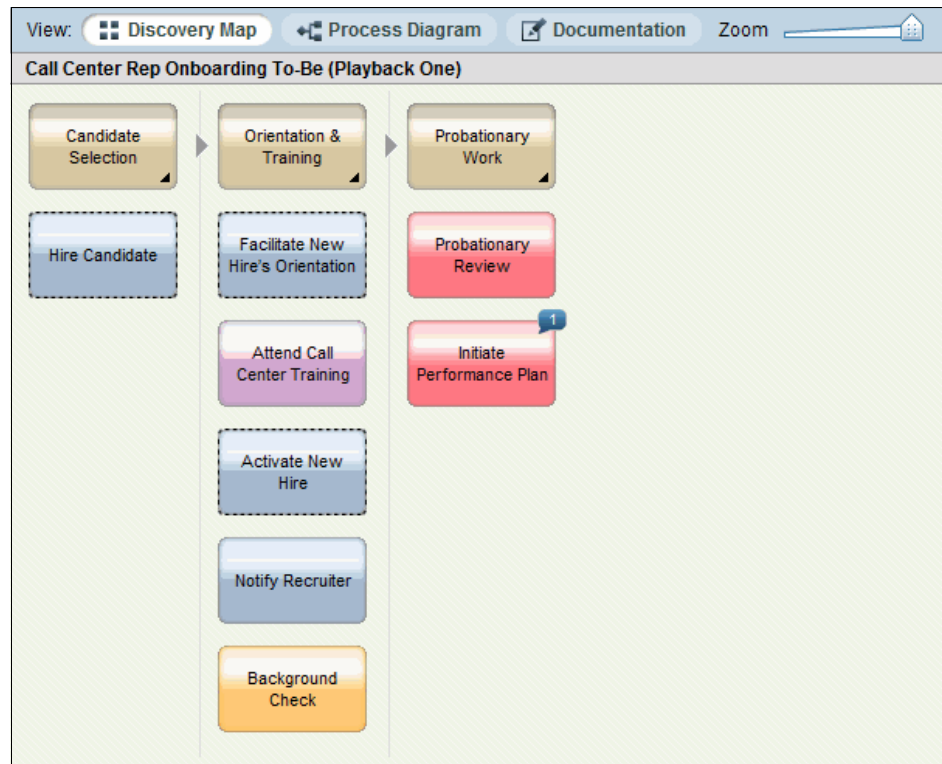 View: Discovery Map Process Diagram Documentation Zoom
Call Center Rep Onboarding To-Be (Playback One)
Candidate
Selection
Orientation &
Training
Probationary
Work
Hire Candidate
Facilitate New
Hire's Orientation
Probationary
Review
Attend Call
Center Training
1
Initiate
Performance Plan
Activate New
Hire
Notify Recruiter
Background
Check